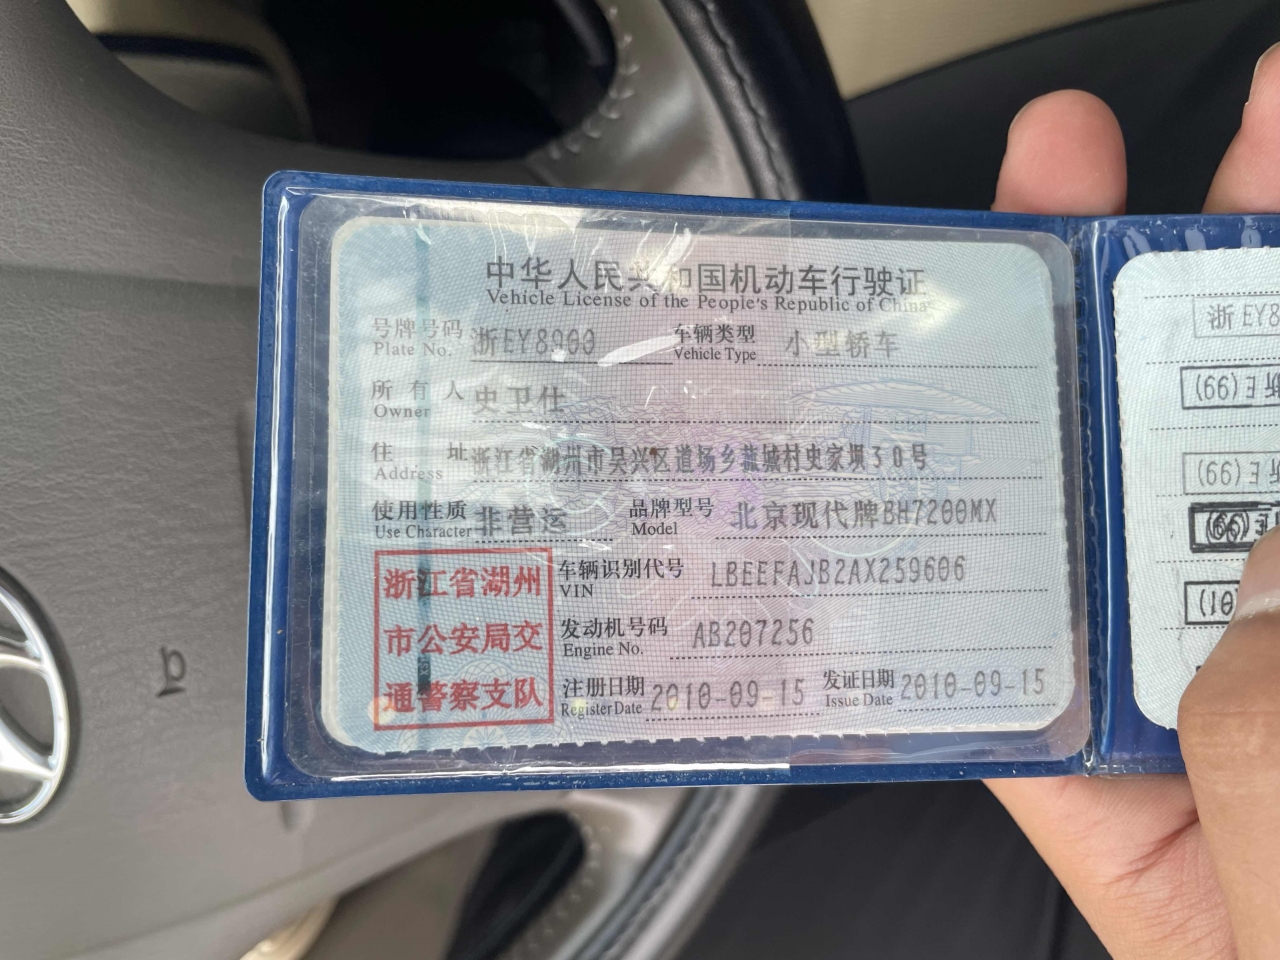 中华人民共和国机动车行驶证
Vehicle License of the People's Republic of China
号牌号码 浙EY8900 车辆类型 小型轿车
Plate No. Vehicle Type
所有人 史卫仕
Owner
住址 浙江省湖州市吴兴区道场乡菰城村史家坝30号
Address
使用性质 非营运 品牌型号 北京现代牌BH7200MX
Use Character Model
车辆识别代号 LBEEFAJB2AX259606
VIN
发动机号码 AB207256
Engine No.
注册日期 2010-09-15 发证日期 2010-09-15
Register Date Issue Date
浙江省湖州
市公安局交
通警察支队
浙EY8